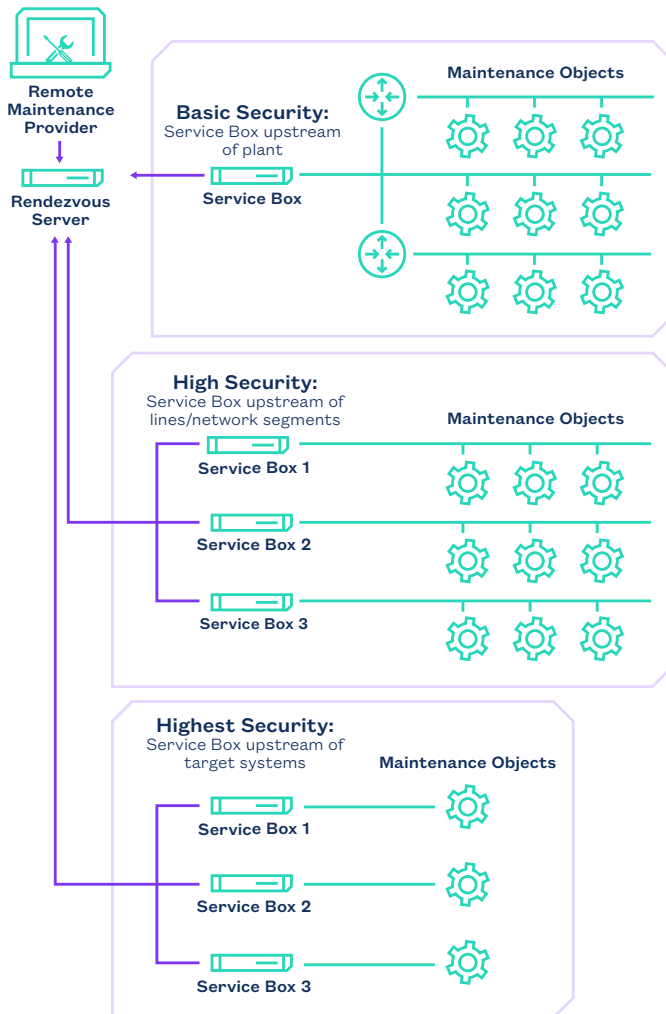 Remote
Maintenance
Provider
Rendezvous
Server
Basic Security:
Service Box upstream
of plant
Service Box
Maintenance Objects
High Security:
Service Box upstream of
lines/network segments
Maintenance Objects
Service Box 1
Service Box 2
Service Box 3
Highest Security:
Service Box upstream of
target systems
Maintenance Objects
Service Box 1
Service Box 2
Service Box 3